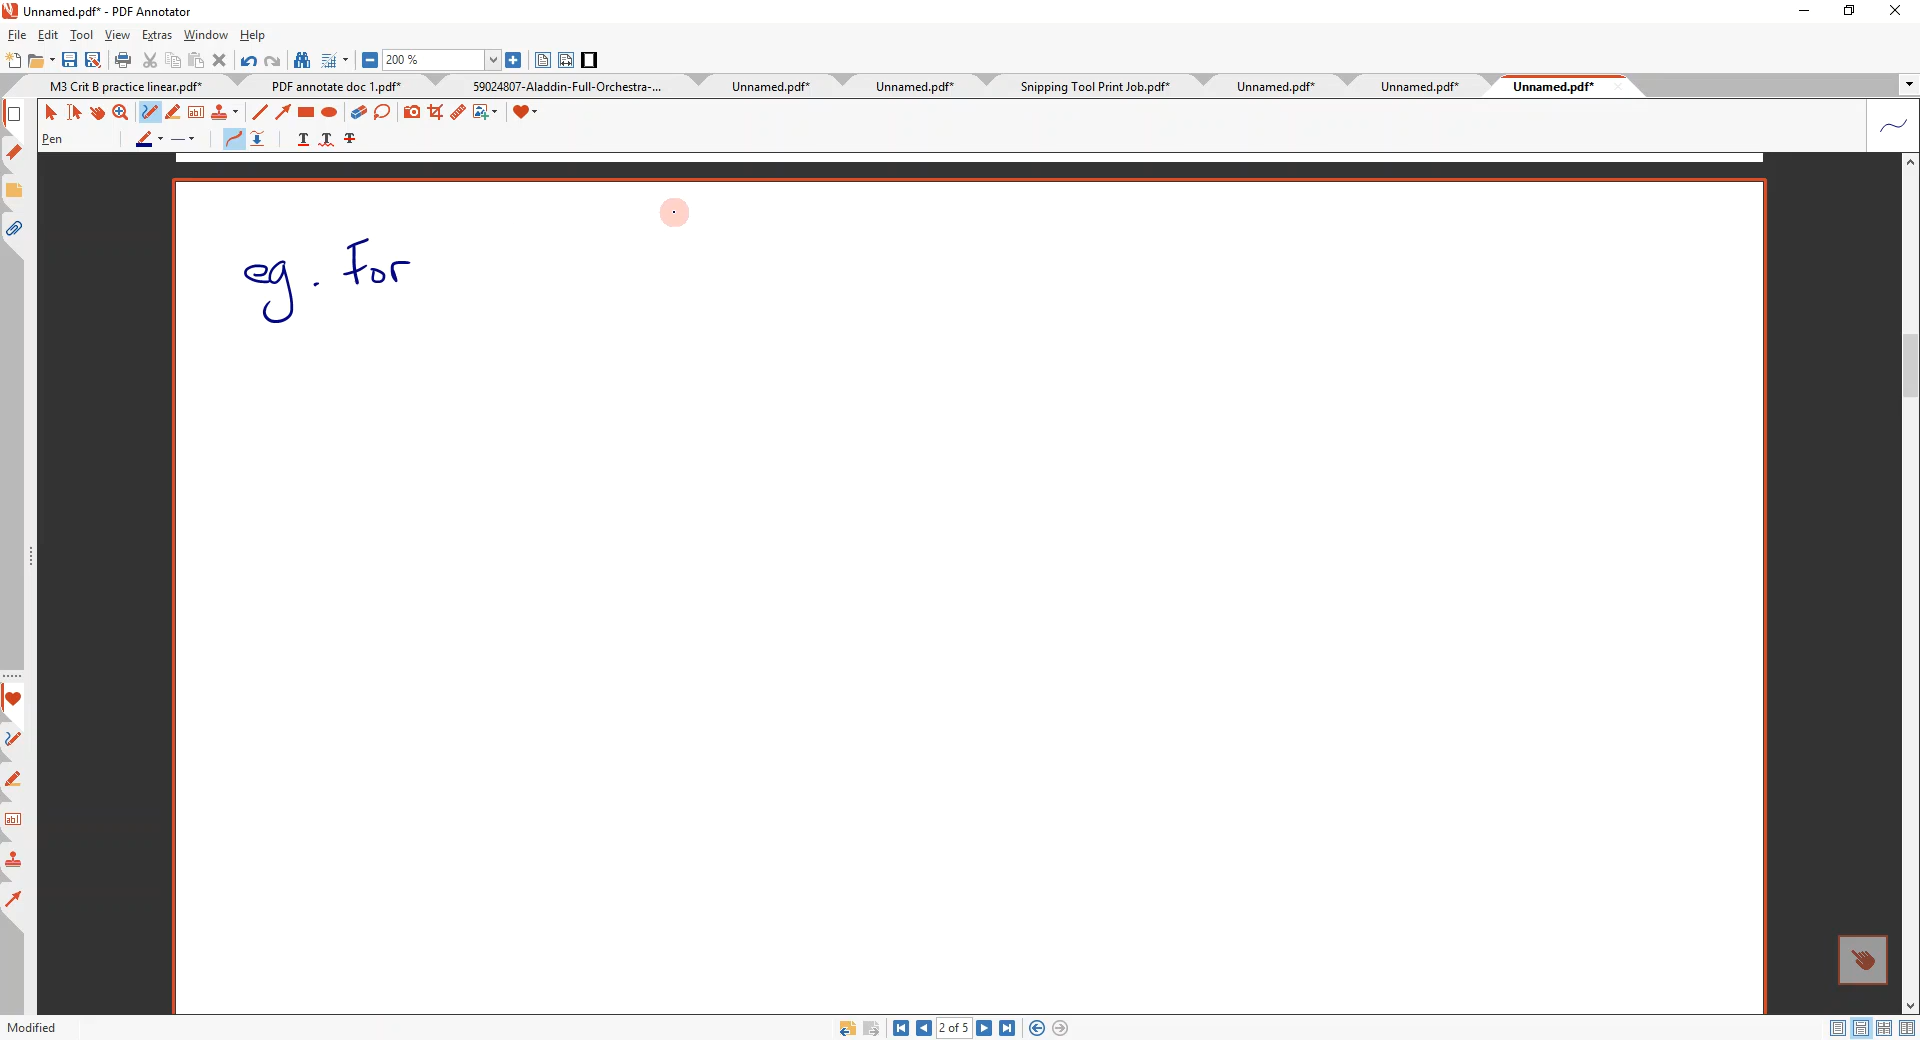 Unnamed.pdf* - PDF Annotator
File Edit Tool View Extras Window Help
200 %
M3 Crit B practice linear.pdf* PDF annotate doc 1.pdf* 59024807-Aladdin-Full-Orchestra-... Unnamed.pdf* Unnamed.pdf* Snipping Tool Print Job.pdf* Unnamed.pdf* Unnamed.pdf* Unnamed.pdf*
Pen
eg. For
Modified
2 of 5